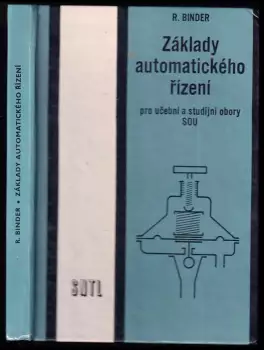 R. BINDER • ZÁKLADY AUTOMATICKÉHO ŘÍZENÍ
R. BINDER
Základy
automatického
řízení
pro učební a studijní obory
SOU
SNTL